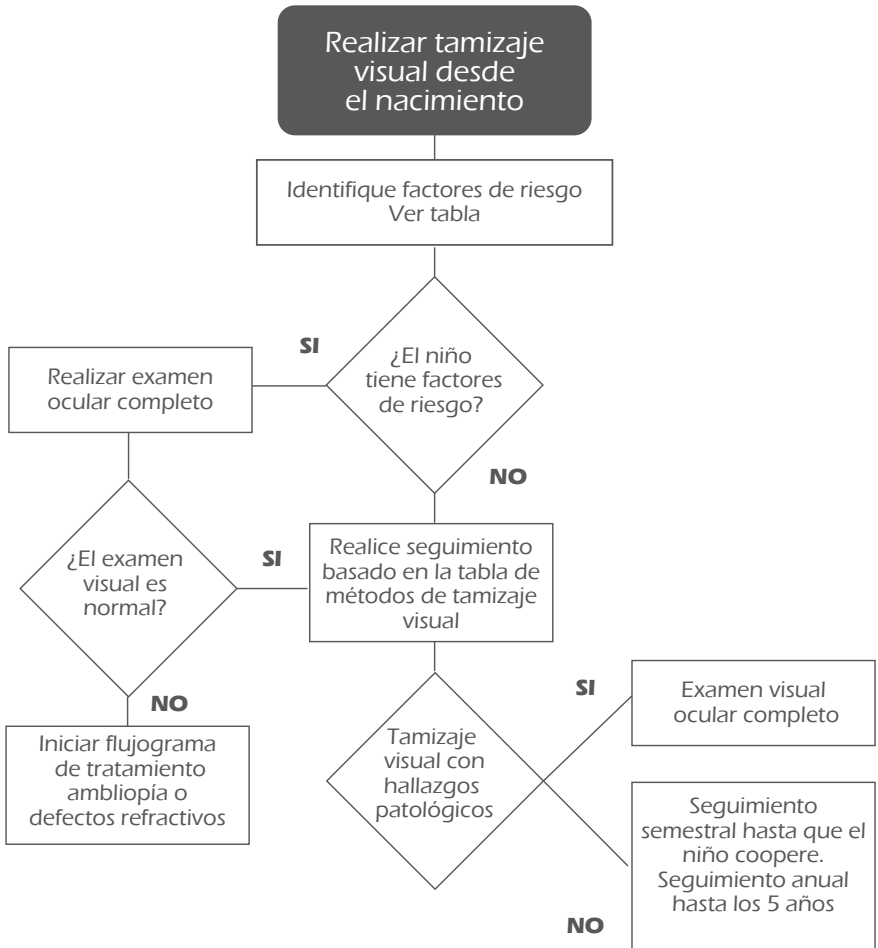 Realizar tamizaje
visual desde
el nacimiento
Identifique factores de riesgo
Ver tabla
SI
¿El niño
tiene factores
de riesgo?
Realizar examen
ocular completo
NO
¿El examen
visual es
normal?
SI
Realice seguimiento
basado en la tabla de
métodos de tamizaje
visual
NO
Iniciar flujograma
de tratamiento
ambliopía o
defectos refractivos
Tamizaje
visual con
hallazgos
patológicos
SI
Examen visual
ocular completo
Seguimiento
semestral hasta que el
niño coopere.
Seguimiento anual
hasta los 5 años
NO